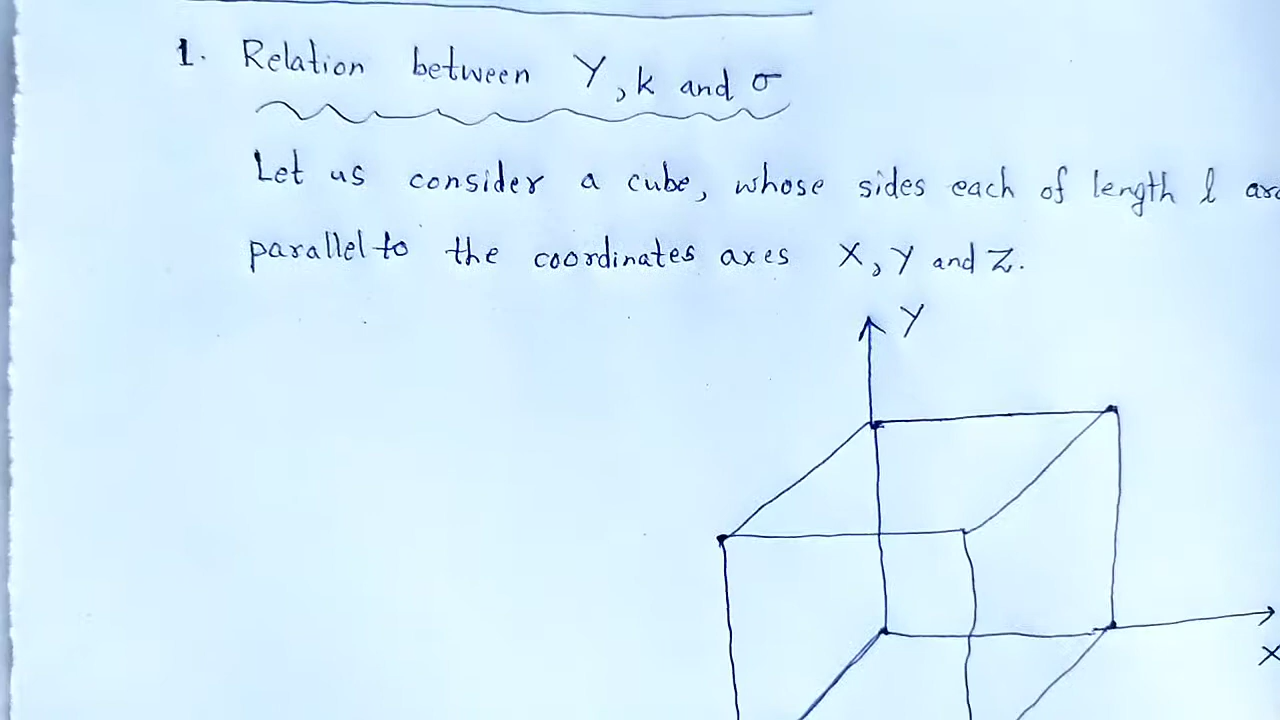 1. Relation between Y, k and σ
Let us consider a cube, whose sides each of length l are
parallel to the coordinates axes X, Y and Z.
Y
X